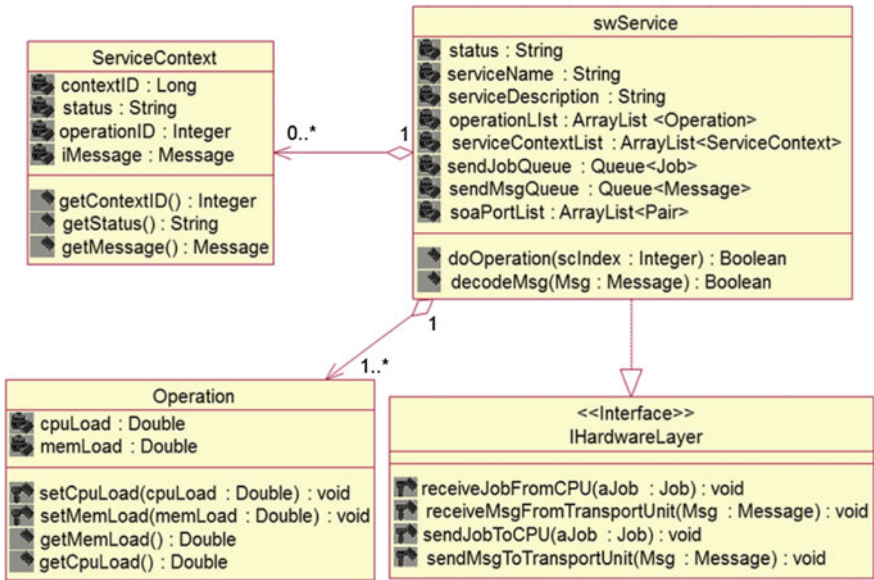 ServiceContext
contextID : Long
status : String
operationID : Integer
iMessage : Message
getContextID() : Integer
getStatus() : String
getMessage() : Message
0..*
1
swService
status : String
serviceName : String
serviceDescription : String
operationLIst : ArrayList <Operation>
serviceContextList : ArrayList<ServiceContext>
sendJobQueue : Queue<Job>
sendMsgQueue : Queue<Message>
soaPortList : ArrayList<Pair>
doOperation(scIndex : Integer) : Boolean
decodeMsg(Msg : Message) : Boolean
1
1..*
Operation
cpuLoad : Double
memLoad : Double
setCpuLoad(cpuLoad : Double) : void
setMemLoad(memLoad : Double) : void
getMemLoad() : Double
getCpuLoad() : Double
<<Interface>>
IHardwareLayer
receiveJobFromCPU(aJob : Job) : void
receiveMsgFromTransportUnit(Msg : Message) : void
sendJobToCPU(aJob : Job) : void
sendMsgToTransportUnit(Msg : Message) : void